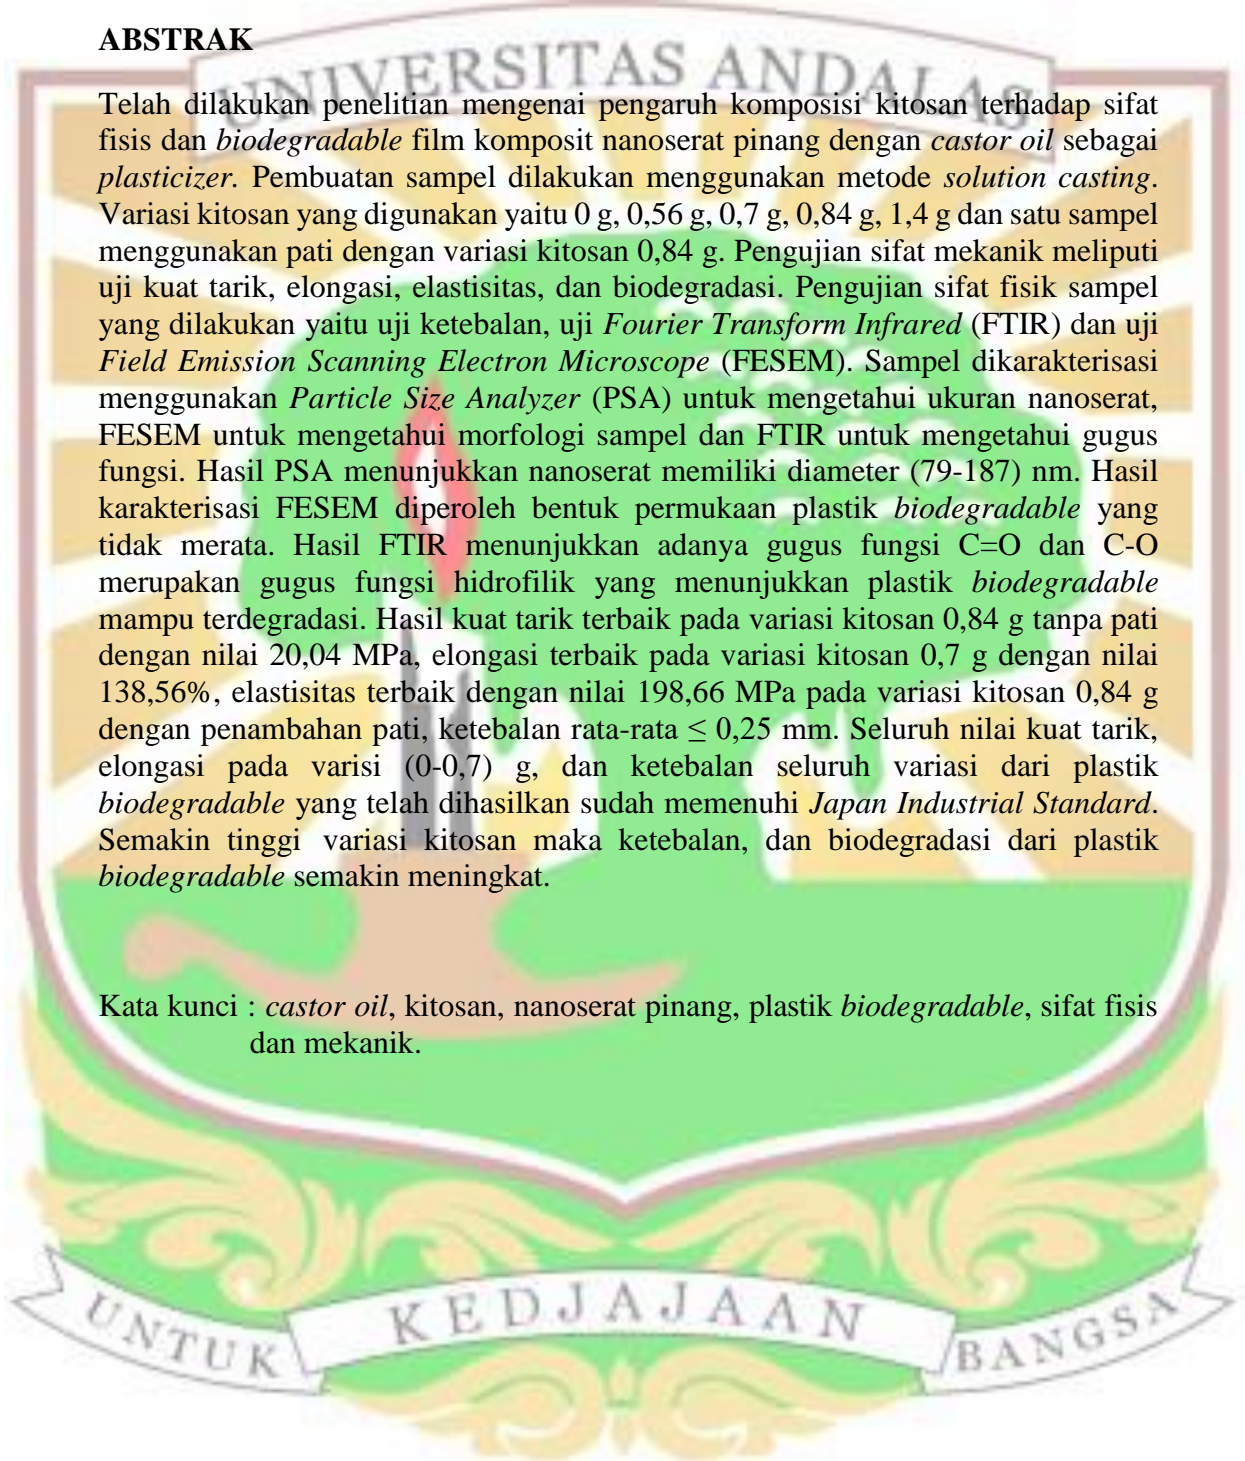 ABSTRAK
UNIVERSITAS ANDALAS
Telah dilakukan penelitian mengenai pengaruh komposisi kitosan terhadap sifat
fisis dan biodegradable film komposit nanoserat pinang dengan castor oil sebagai
plasticizer. Pembuatan sampel dilakukan menggunakan metode solution casting.
Variasi kitosan yang digunakan yaitu 0 g, 0,56 g, 0,7 g, 0,84 g, 1,4 g dan satu sampel
menggunakan pati dengan variasi kitosan 0,84 g. Pengujian sifat mekanik meliputi
uji kuat tarik, elongasi, elastisitas, dan biodegradasi. Pengujian sifat fisik sampel
yang dilakukan yaitu uji ketebalan, uji Fourier Transform Infrared (FTIR) dan uji
Field Emission Scanning Electron Microscope (FESEM). Sampel dikarakterisasi
menggunakan Particle Size Analyzer (PSA) untuk mengetahui ukuran nanoserat,
FESEM untuk mengetahui morfologi sampel dan FTIR untuk mengetahui gugus
fungsi. Hasil PSA menunjukkan nanoserat memiliki diameter (79-187) nm. Hasil
karakterisasi FESEM diperoleh bentuk permukaan plastik biodegradable yang
tidak merata. Hasil FTIR menunjukkan adanya gugus fungsi C=O dan C-O
merupakan gugus fungsi hidrofilik yang menunjukkan plastik biodegradable
mampu terdegradasi. Hasil kuat tarik terbaik pada variasi kitosan 0,84 g tanpa pati
dengan nilai 20,04 MPa, elongasi terbaik pada variasi kitosan 0,7 g dengan nilai
138,56%, elastisitas terbaik dengan nilai 198,66 MPa pada variasi kitosan 0,84 g
dengan penambahan pati, ketebalan rata-rata ≤ 0,25 mm. Seluruh nilai kuat tarik,
elongasi pada varisi (0-0,7) g, dan ketebalan seluruh variasi dari plastik
biodegradable yang telah dihasilkan sudah memenuhi Japan Industrial Standard.
Semakin tinggi variasi kitosan maka ketebalan, dan biodegradasi dari plastik
biodegradable semakin meningkat.
Kata kunci : castor oil, kitosan, nanoserat pinang, plastik biodegradable, sifat fisis
dan mekanik.
UNTUK KEDJAJAAN BANGSA